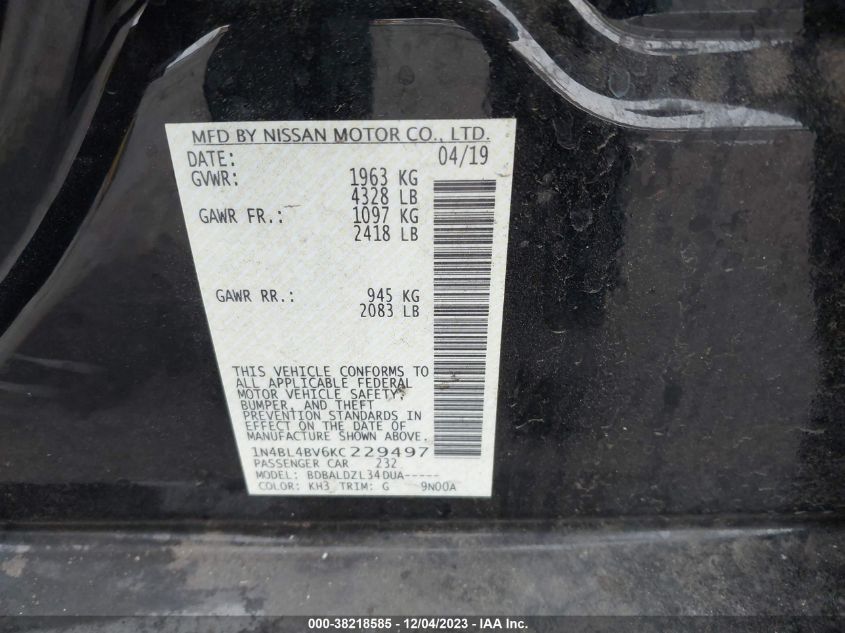 MFD BY NISSAN MOTOR CO., LTD.
DATE: 04/19
GVWR: 1963 KG
4328 LB
GAWR FR.: 1097 KG
2418 LB
GAWR RR.: 945 KG
2083 LB
THIS VEHICLE CONFORMS TO
ALL APPLICABLE FEDERAL
MOTOR VEHICLE SAFETY,
BUMPER, AND THEFT
PREVENTION STANDARDS IN
EFFECT ON THE DATE OF
MANUFACTURE SHOWN ABOVE.
1N4BL4BV6KC229497
PASSENGER CAR 232
MODEL: BDBALDZL34DUA-----
COLOR: KH3 TRIM: G 9N00A
000-38218585 - 12/04/2023 - IAA Inc.